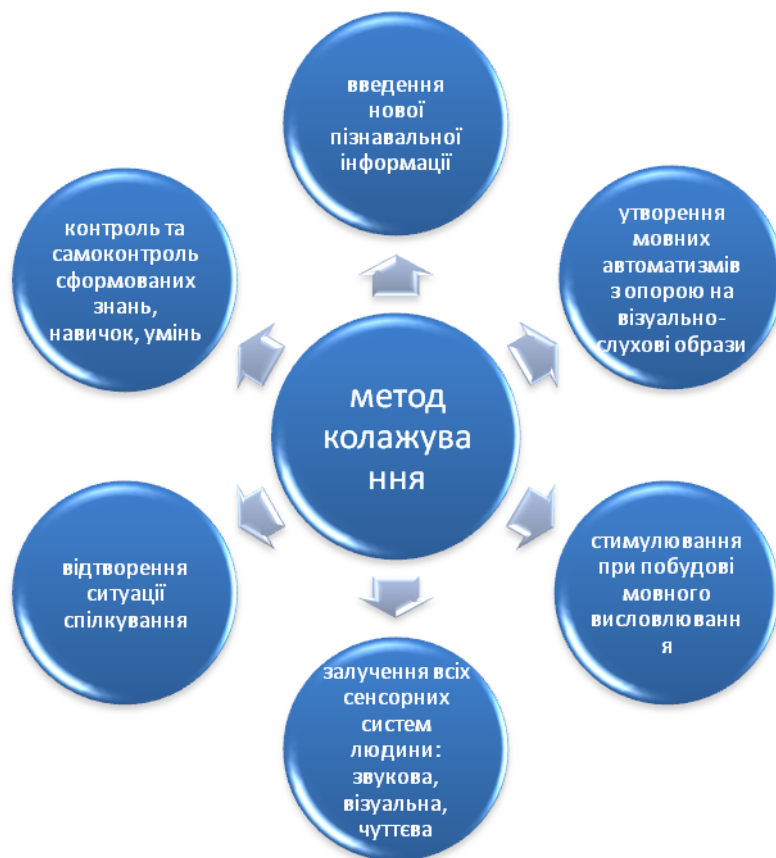 введення
нової
пізнавальної
інформації
утворення
мовних
автоматизмів
з опорою на
візуально-
слухові образи
стимулювання
при побудові
мовного
висловлюванн
я
залучення всіх
сенсорних
систем
людини:
звукова,
візуальна,
чуттєва
відтворення
ситуації
спілкування
контроль та
самоконтроль
сформованих
знань,
навичок, умінь
метод
колажува
ння